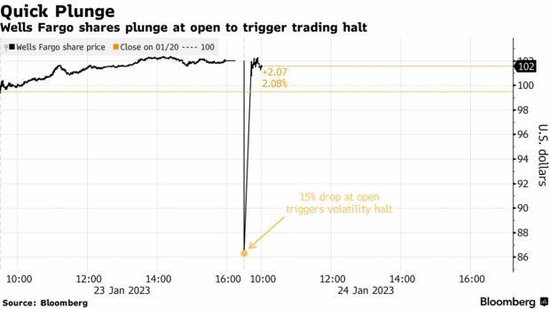 Quick Plunge
Wells Fargo shares plunge at open to trigger trading halt
Wells Fargo share price Close on 01/20 100
102
102
+2.07
2.08%
100
98
96
94
92
90
88
86
U.S. dollars
15% drop at open
triggers volatility halt
10:00 12:00 14:00 16:00 10:00 12:00 14:00 16:00
23 Jan 2023 24 Jan 2023
Source: Bloomberg Bloomberg